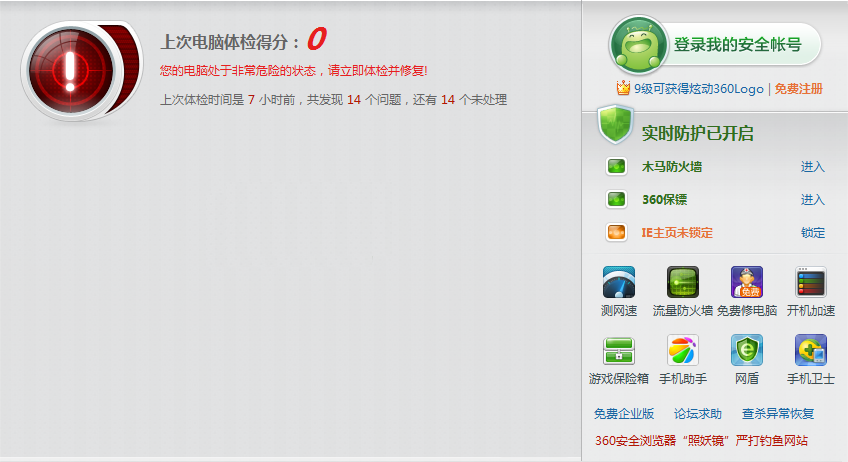 上次电脑体检得分：0
您的电脑处于非常危险的状态，请立即体检并修复!
上次体检时间是 7 小时前，共发现 14 个问题，还有 14 个未处理
登录我的安全帐号
9级可获得炫动360Logo | 免费注册
实时防护已开启
木马防火墙 进入
360保镖 进入
IE主页未锁定 锁定
免费
测网速 流量防火墙 免费修电脑 开机加速
游戏保险箱 手机助手 网盾 手机卫士
免费企业版 论坛求助 查杀异常恢复
360安全浏览器“照妖镜”严打钓鱼网站